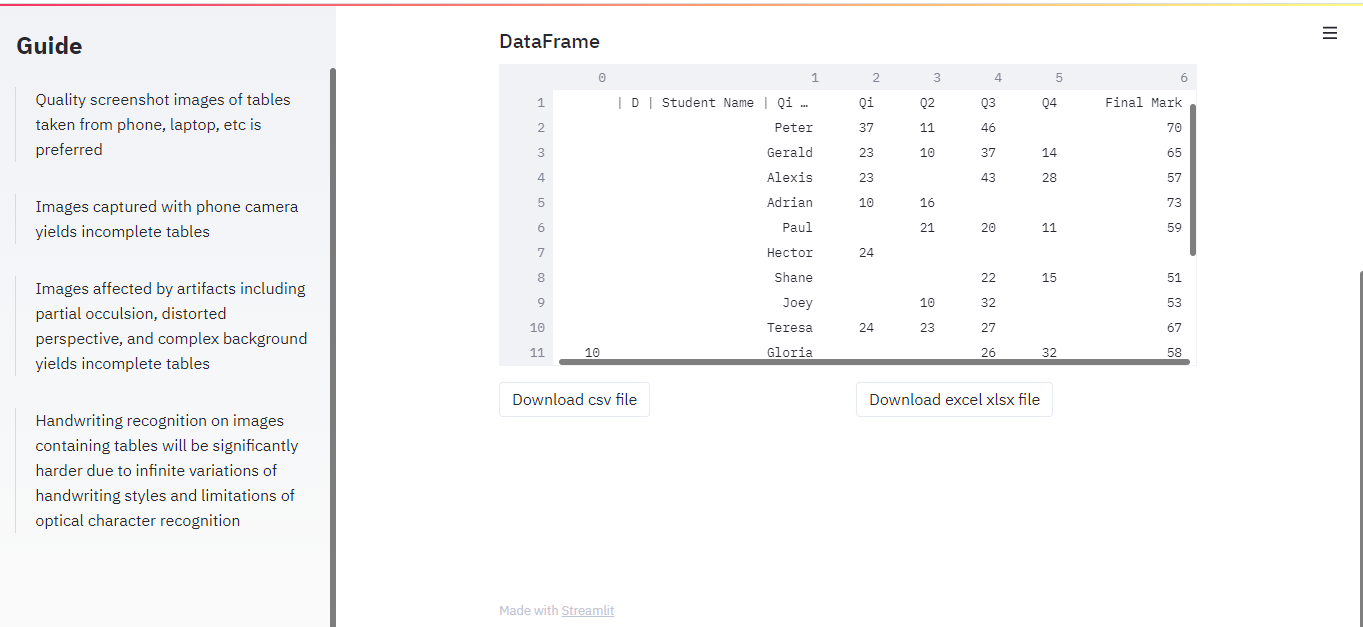 Guide
Quality screenshot images of tables
taken from phone, laptop, etc is
preferred
Images captured with phone camera
yields incomplete tables
Images affected by artifacts including
partial occulsion, distorted
perspective, and complex background
yields incomplete tables
Handwriting recognition on images
containing tables will be significantly
harder due to infinite variations of
handwriting styles and limitations of
optical character recognition
DataFrame
0 1 2 3 4 5 6
1 | D | Student Name | Qi … Qi Q2 Q3 Q4 Final Mark
2 Peter 37 11 46 70
3 Gerald 23 10 37 14 65
4 Alexis 23 43 28 57
5 Adrian 10 16 73
6 Paul 21 20 11 59
7 Hector 24
8 Shane 22 15 51
9 Joey 10 32 53
10 Teresa 24 23 27 67
11 10 Gloria 26 32 58
Download csv file
Download excel xlsx file
Made with Streamlit